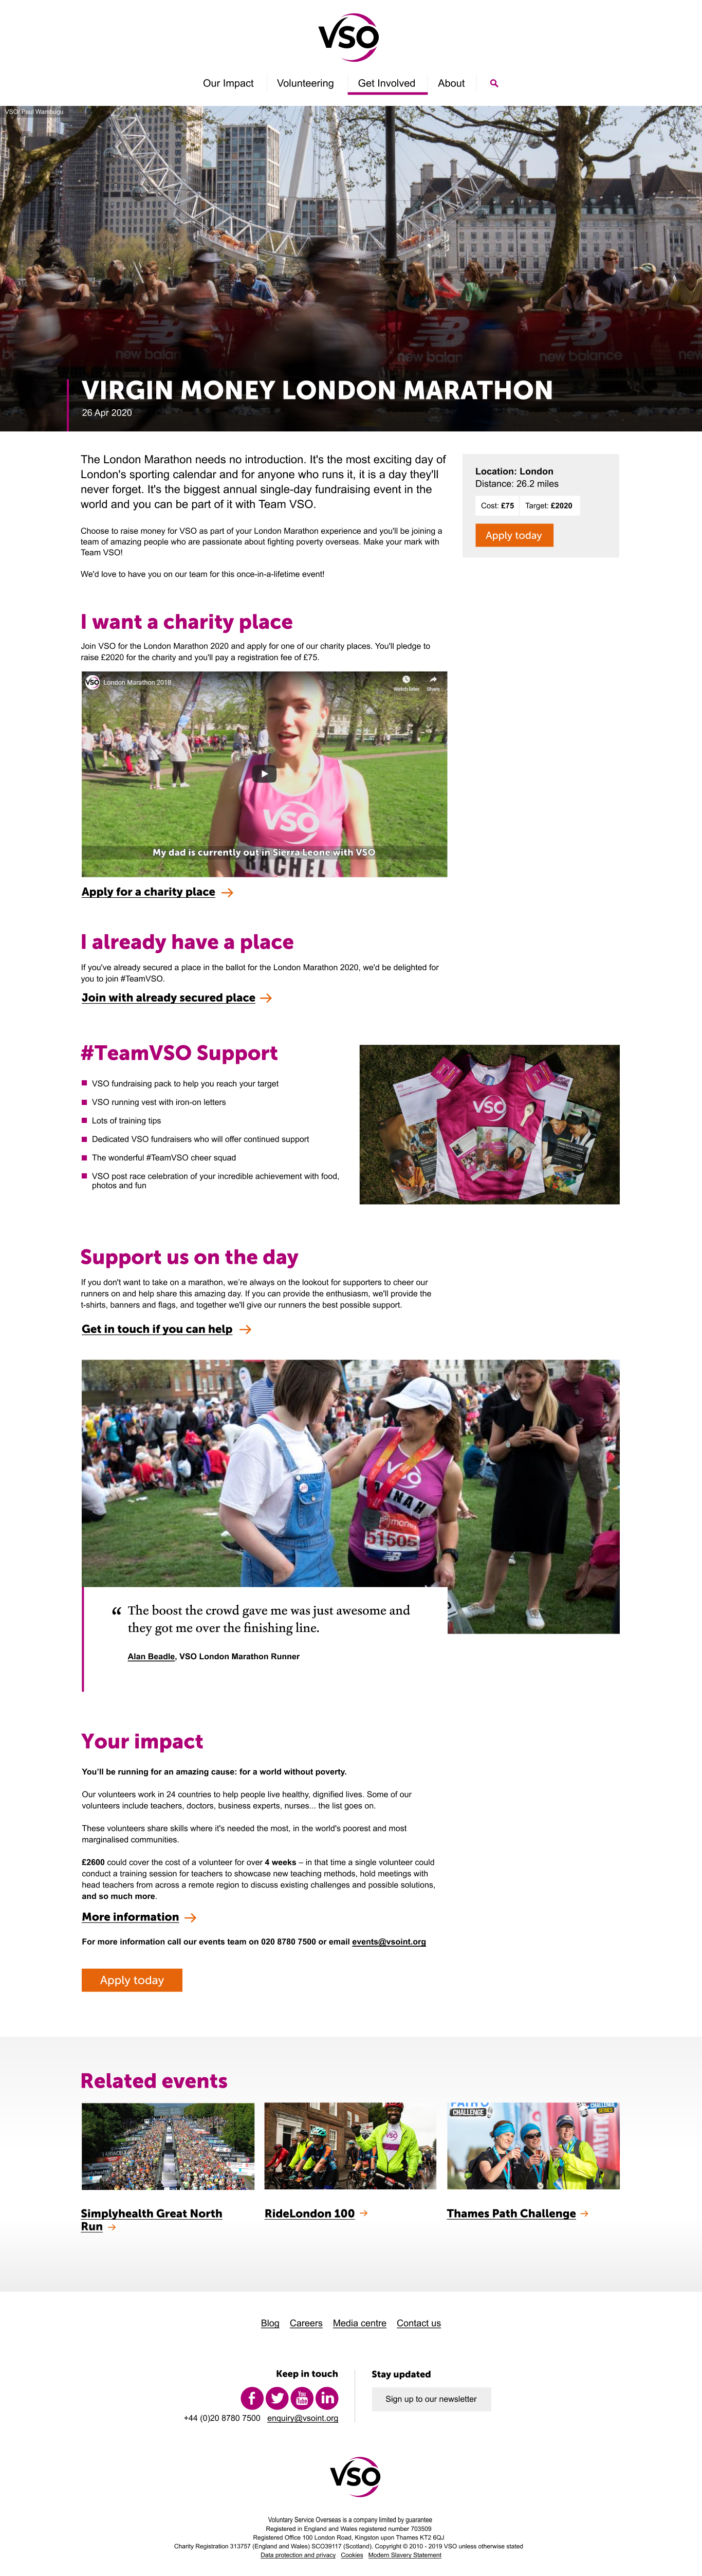 VSO
Our Impact
Volunteering
Get Involved
About
VSO/ Paul Wambugu
new balance
new balance
new balance
new
VIRGIN MONEY LONDON MARATHON
26 Apr 2020
The London Marathon needs no introduction. It's the most exciting day of
London's sporting calendar and for anyone who runs it, it is a day they'll
never forget. It's the biggest annual single-day fundraising event in the
world and you can be part of it with Team VSO.
Choose to raise money for VSO as part of your London Marathon experience and you'll be joining a
team of amazing people who are passionate about fighting poverty overseas. Make your mark with
Team VSO!
We'd love to have you on our team for this once-in-a-lifetime event!
Location: London
Distance: 26.2 miles
Cost: £75
Target: £2020
Apply today
I want a charity place
Join VSO for the London Marathon 2020 and apply for one of our charity places. You'll pledge to
raise £2020 for the charity and you'll pay a registration fee of £75.
VSO
London Marathon 2018
Watch later
Share
VSO
My dad is currently out in Sierra Leone with VSO
RACHEL
Apply for a charity place
I already have a place
If you've already secured a place in the ballot for the London Marathon 2020, we'd be delighted for
you to join #TeamVSO.
Join with already secured place
#TeamVSO Support
VSO fundraising pack to help you reach your target
VSO running vest with iron-on letters
Lots of training tips
Dedicated VSO fundraisers who will offer continued support
The wonderful #TeamVSO cheer squad
VSO post race celebration of your incredible achievement with food,
photos and fun
VSO
Support us on the day
If you don't want to take on a marathon, we're always on the lookout for supporters to cheer our
runners on and help share this amazing day. If you can provide the enthusiasm, we'll provide the
t-shirts, banners and flags, and together we'll give our runners the best possible support.
Get in touch if you can help
VSO
HANNAH
money
51505
“ The boost the crowd gave me was just awesome and
they got me over the finishing line.
Alan Beadle, VSO London Marathon Runner
Your impact
You'll be running for an amazing cause: for a world without poverty.
Our volunteers work in 24 countries to help people live healthy, dignified lives. Some of our
volunteers include teachers, doctors, business experts, nurses... the list goes on.
These volunteers share skills where it's needed the most, in the world's poorest and most
marginalised communities.
£2600 could cover the cost of a volunteer for over 4 weeks – in that time a single volunteer could
conduct a training session for teachers to showcase new teaching methods, hold meetings with
head teachers from across a remote region to discuss existing challenges and possible solutions,
and so much more.
More information
For more information call our events team on 020 8780 7500 or email events@vsoint.org
Apply today
Related events
VSO
CHALLENGE
Simplyhealth Great North
Run
RideLondon 100
Thames Path Challenge
Blog
Careers
Media centre
Contact us
Keep in touch
Stay updated
f
You Tube
in
Sign up to our newsletter
+44 (0)20 8780 7500
enquiry@vsoint.org
VSO
Voluntary Service Overseas is a company limited by guarantee
Registered in England and Wales registered number 703509
Registered Office 100 London Road, Kingston upon Thames KT2 6QJ
Charity Registration 313757 (England and Wales) SCO39117 (Scotland). Copyright © 2010 - 2019 VSO unless otherwise stated
Data protection and privacy
Cookies
Modern Slavery Statement